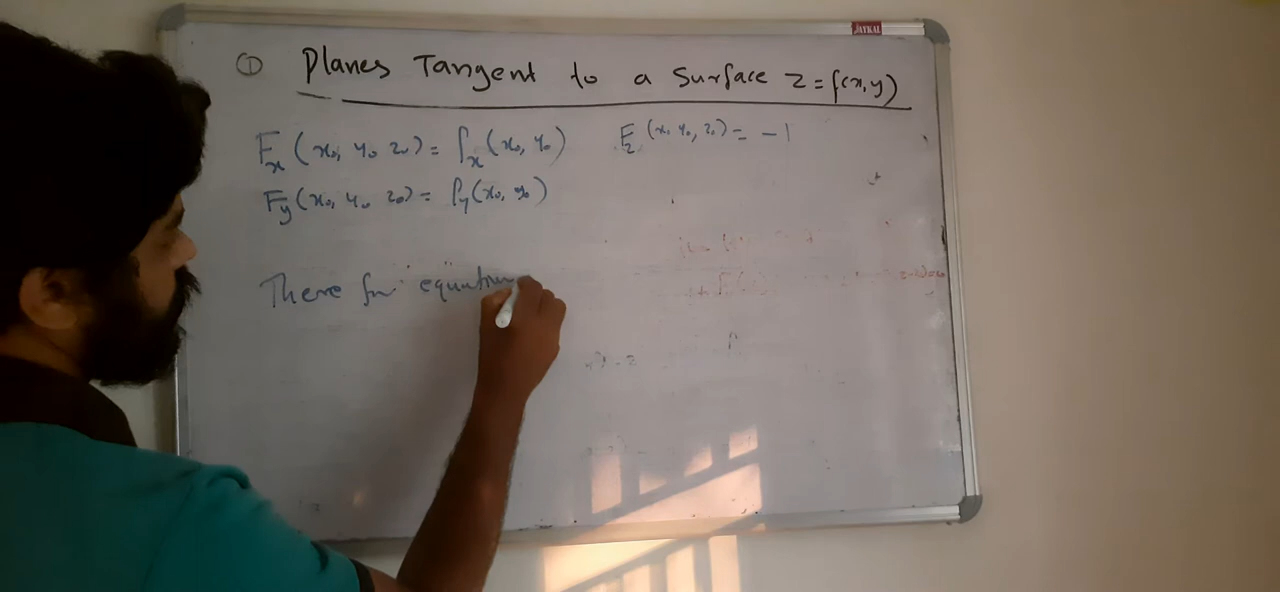 JAYKAL
① Planes Tangent to a Surface z = f(x,y)
Fx (x₀, y₀ z₀) = fx (x₀, y₀) Fz (x₀ y₀, z₀) = -1
Fy (x₀, y₀ z₀) = fy (x₀, y₀)
There for equation